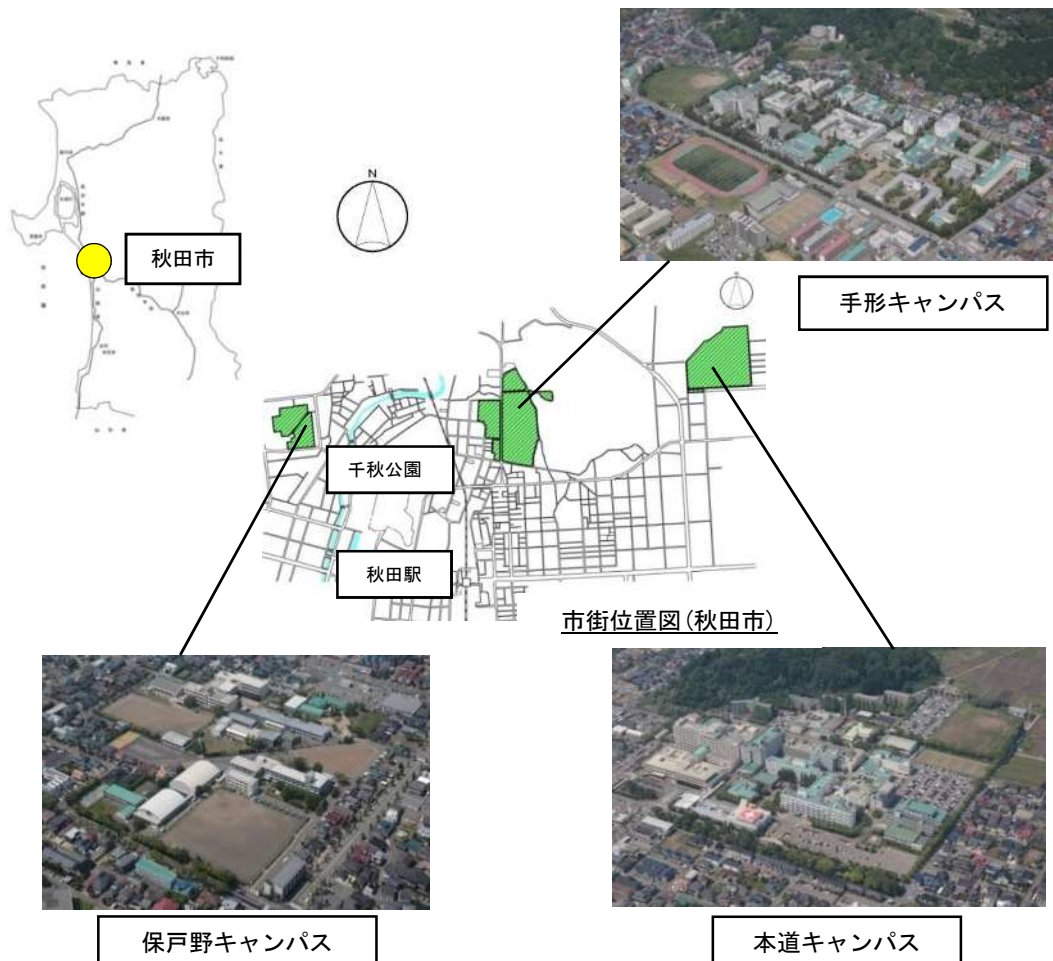 N
秋田市
手形キャンパス
千秋公園
秋田駅
市街位置図(秋田市)
保戸野キャンパス
本道キャンパス